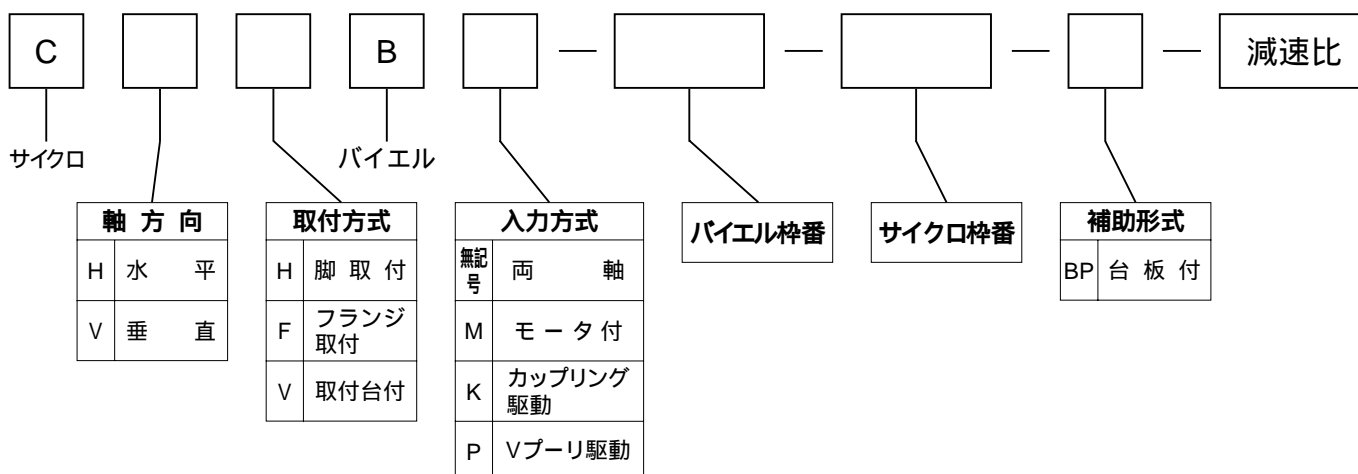 C B — — — — 減速比
サイクロ バイエル
軸方向
H 水平
V 垂直
取付方式
H 脚取付
F フランジ
取付
V 取付台付
入力方式
無記
号 両軸
M モータ付
K カップリング
駆動
P Vプーリ駆動
バイエル枠番
サイクロ枠番
補助形式
BP 台板付